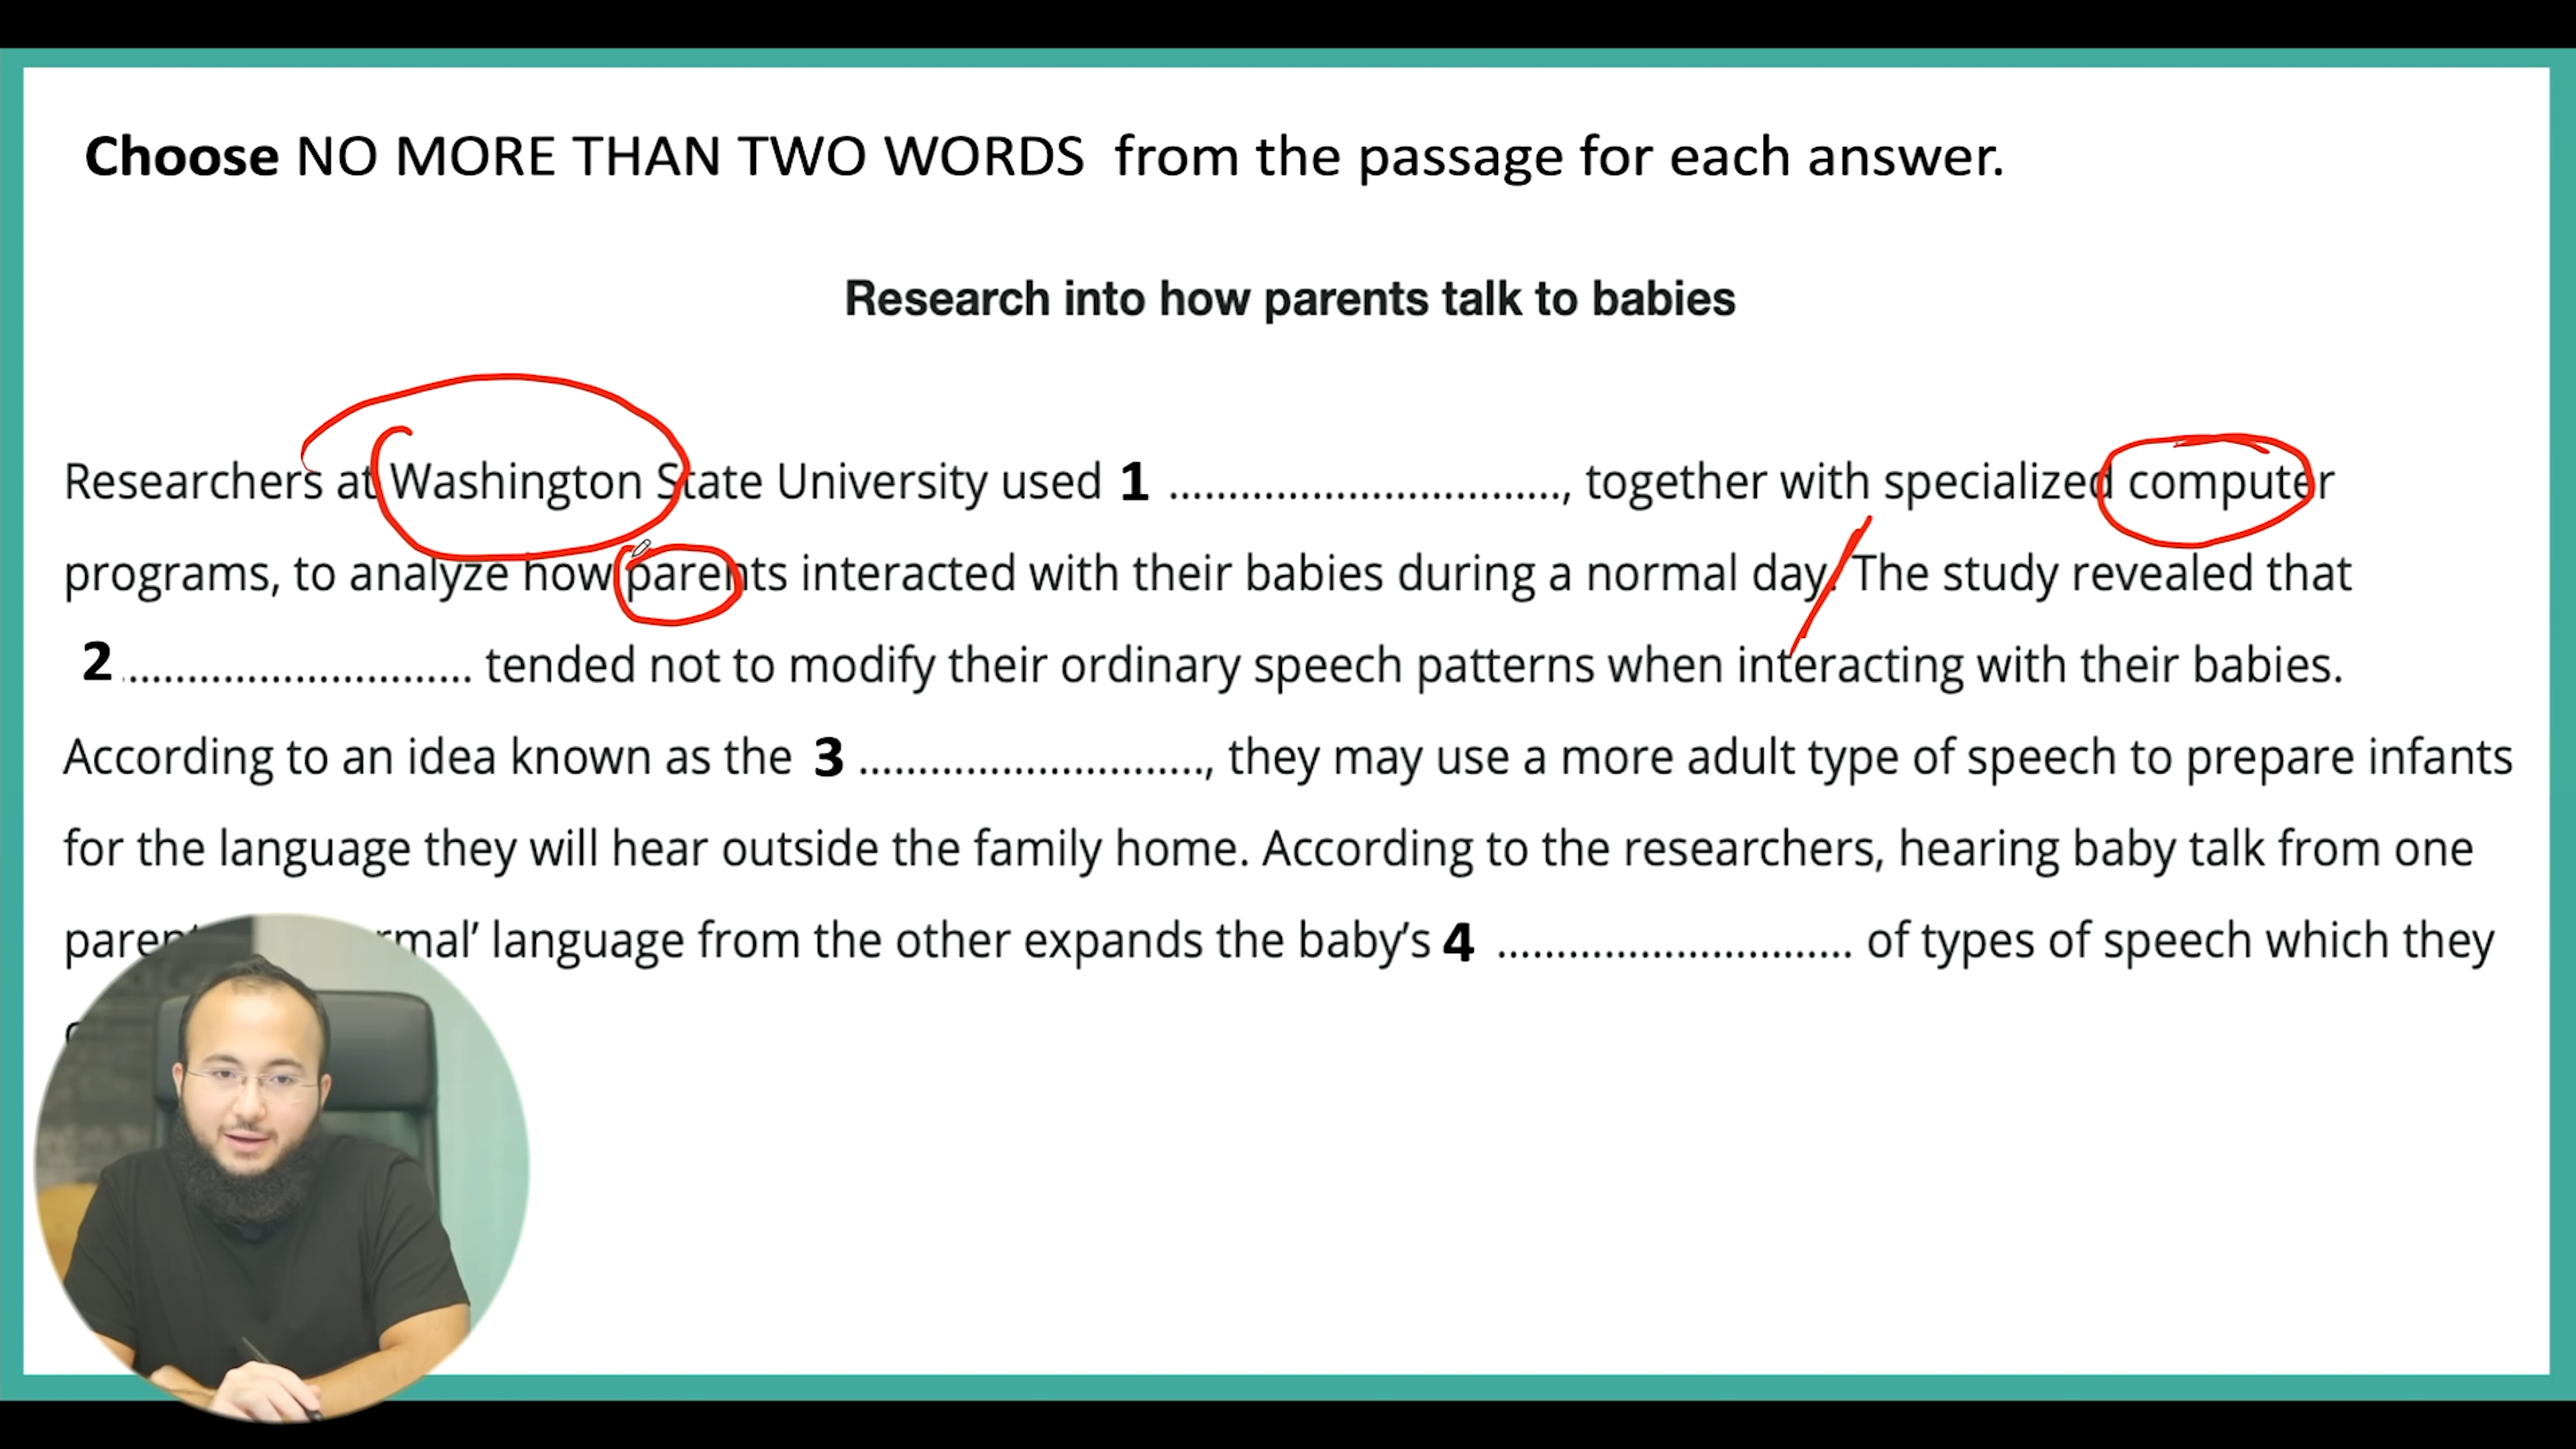 Choose NO MORE THAN TWO WORDS from the passage for each answer.
Research into how parents talk to babies
Researchers at Washington State University used 1 ................................., together with specialized computer
programs, to analyze how parents interacted with their babies during a normal day. The study revealed that
2 ............................. tended not to modify their ordinary speech patterns when interacting with their babies.
According to an idea known as the 3 ............................., they may use a more adult type of speech to prepare infants
for the language they will hear outside the family home. According to the researchers, hearing baby talk from one
language from the other expands the baby's 4 .............................. of types of speech which they